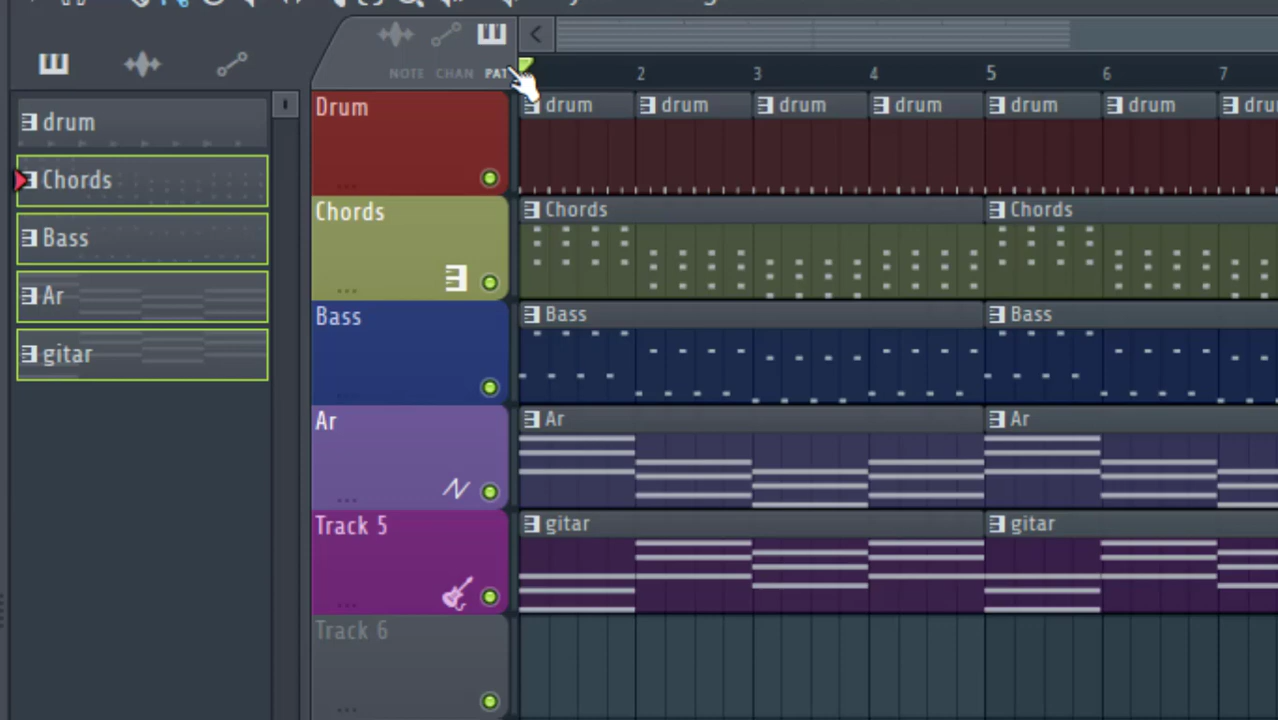 NOTE CHAN PAT
2 3 4 5 6 7
drum
Chords
Bass
Ar
gitar
Drum
drum drum drum drum drum drum
Chords
Chords Chords
Bass
Bass Bass
Ar
Ar Ar
Track 5
gitar gitar
Track 6